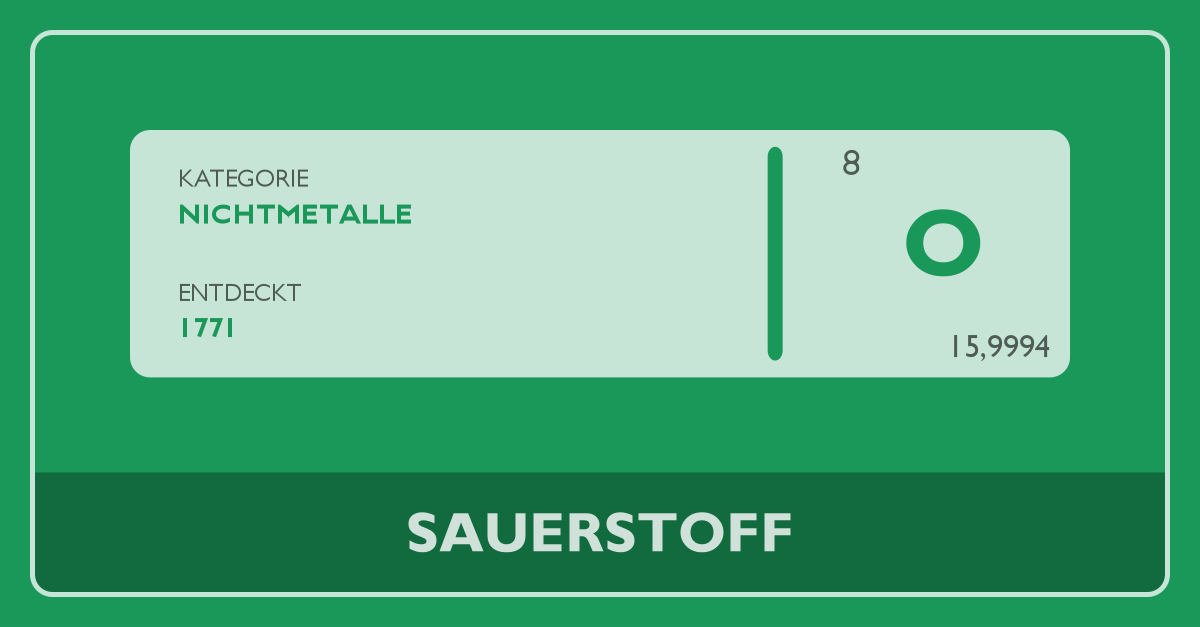 KATEGORIE
NICHTMETALLE
ENTDECKT
1771
8
O
15,9994
SAUERSTOFF